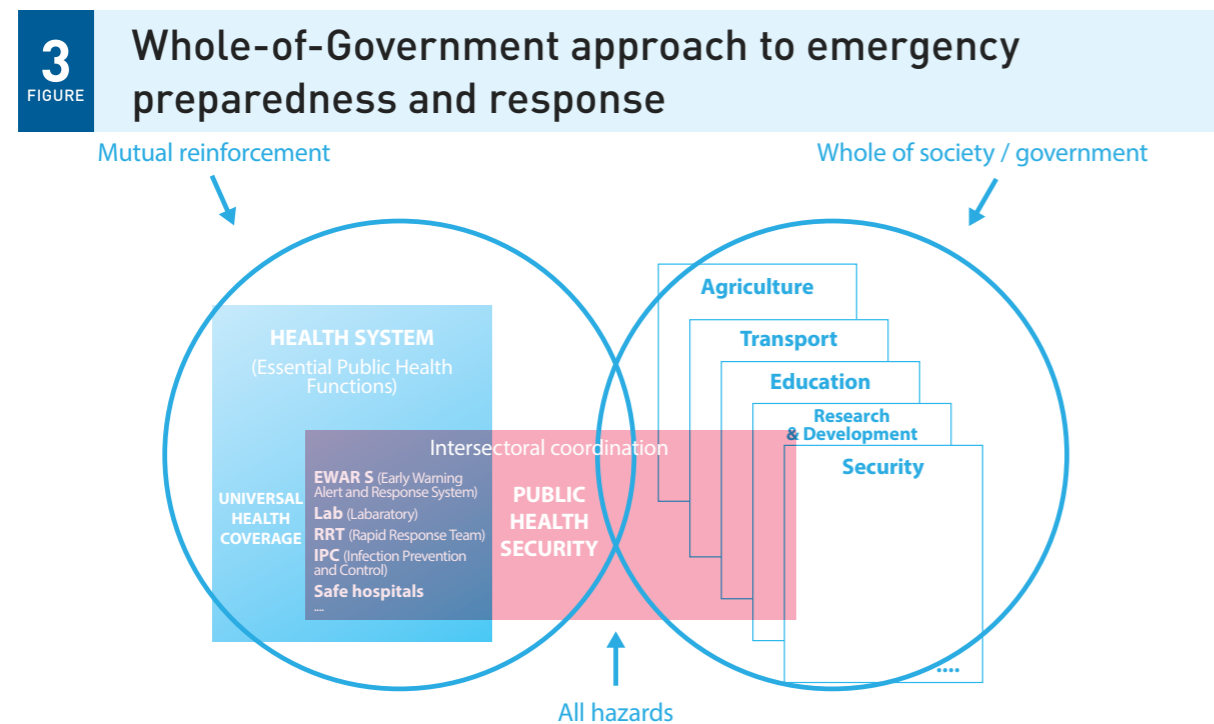 3
FIGURE
Whole-of-Government approach to emergency
preparedness and response
Mutual reinforcement
Whole of society / government
HEALTH SYSTEM
(Essential Public Health
Functions)
UNIVERSAL
HEALTH
COVERAGE
Intersectoral coordination
EWAR S (Early Warning
Alert and Response System)
Lab (Labaratory)
RRT (Rapid Response Team)
IPC (Infection Prevention
and Control)
Safe hospitals
....
PUBLIC
HEALTH
SECURITY
Agriculture
Transport
Education
Research
& Development
Security
....
All hazards